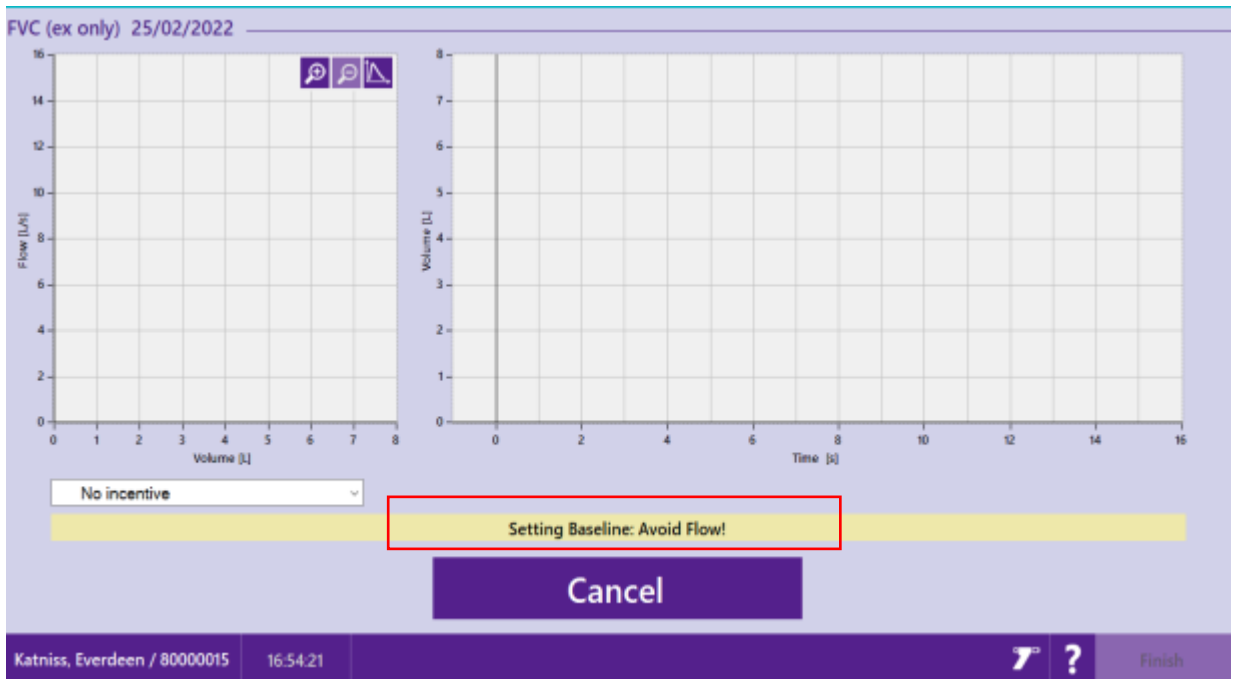 FVC (ex only) 25/02/2022
16
14
12
10
8
6
4
2
0
Flow [L/s]
0 1 2 3 4 5 6 7 8
Volume [L]
8
7
6
5
4
3
2
1
0
Volume [L]
0 2 4 6 8 10 12 14 16
Time [s]
No incentive
Setting Baseline: Avoid Flow!
Cancel
Katniss, Everdeen / 80000015 16:54:21 ? Finish